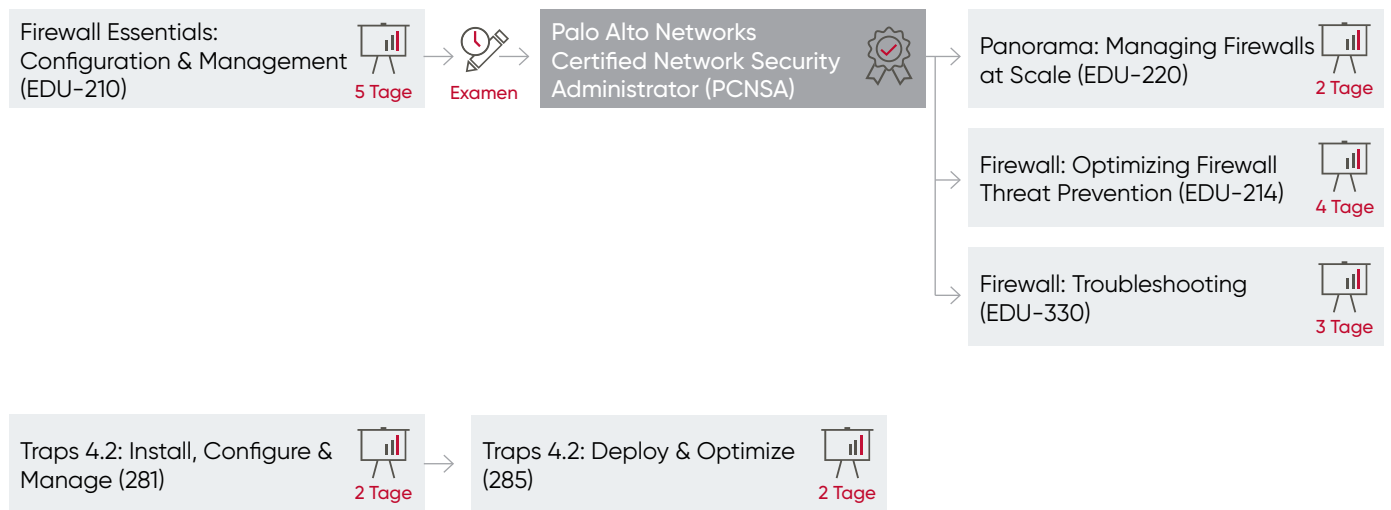 Firewall Essentials:
Configuration & Management
(EDU-210)
5 Tage
Examen
Palo Alto Networks
Certified Network Security
Administrator (PCNSA)
Panorama: Managing Firewalls
at Scale (EDU-220)
2 Tage
Firewall: Optimizing Firewall
Threat Prevention (EDU-214)
4 Tage
Firewall: Troubleshooting
(EDU-330)
3 Tage
Traps 4.2: Install, Configure &
Manage (281)
2 Tage
Traps 4.2: Deploy & Optimize
(285)
2 Tage